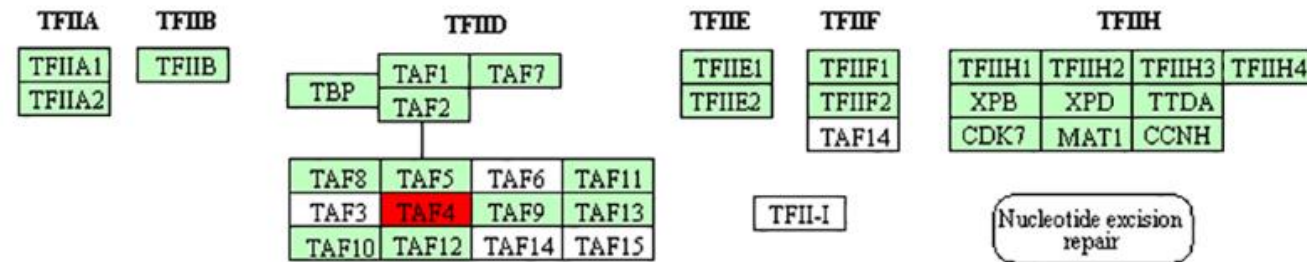 TFIIA TFIIB TFIID TFIIE TFIIF TFIIH
TFIIA1 TFIIB TFIIE1 TFIIF1 TFIIH1 TFIIH2 TFIIH3 TFIIH4
TAF1 TAF7
TBP
TFIIA2 TFIIE2 TFIIF2 XPB XPD TTDA
TAF2
TAF14 CDK7 MAT1 CCNH
TAF8 TAF5 TAF6 TAF11
TAF3 TAF4 TAF9 TAF13 TFII-I Nucleotide excision
repair
TAF10 TAF12 TAF14 TAF15